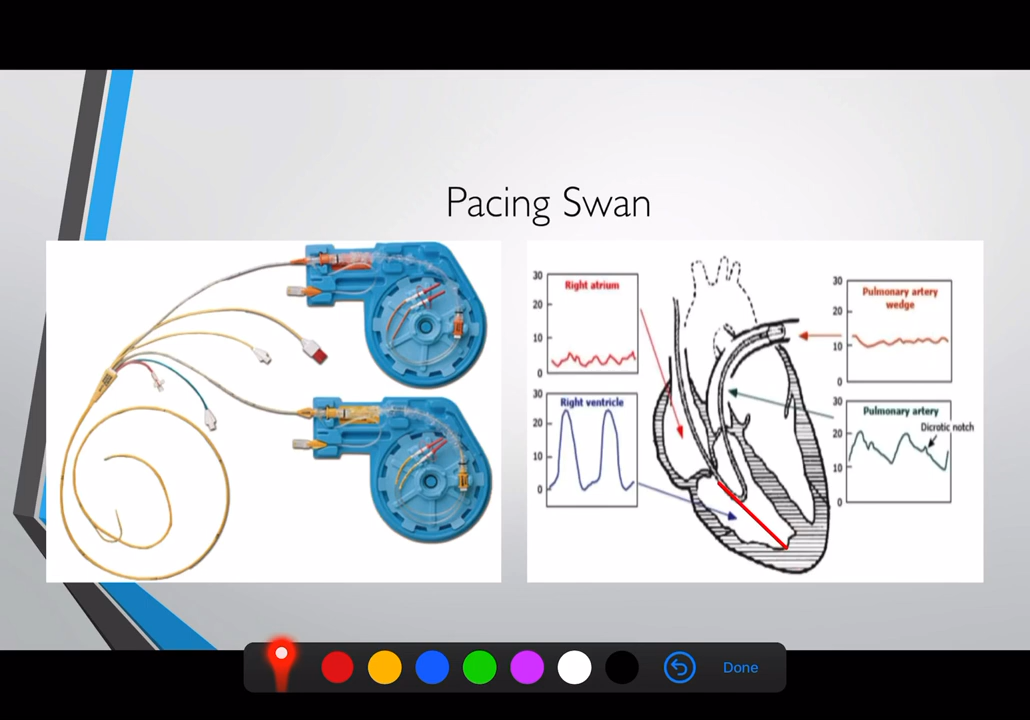 Pacing Swan
30
Right atrium
20
10
0
30
Right ventricle
20
10
0
30
Pulmonary artery
wedge
20
10
0
30
Pulmonary artery
Dicrotic notch
20
10
0
Done